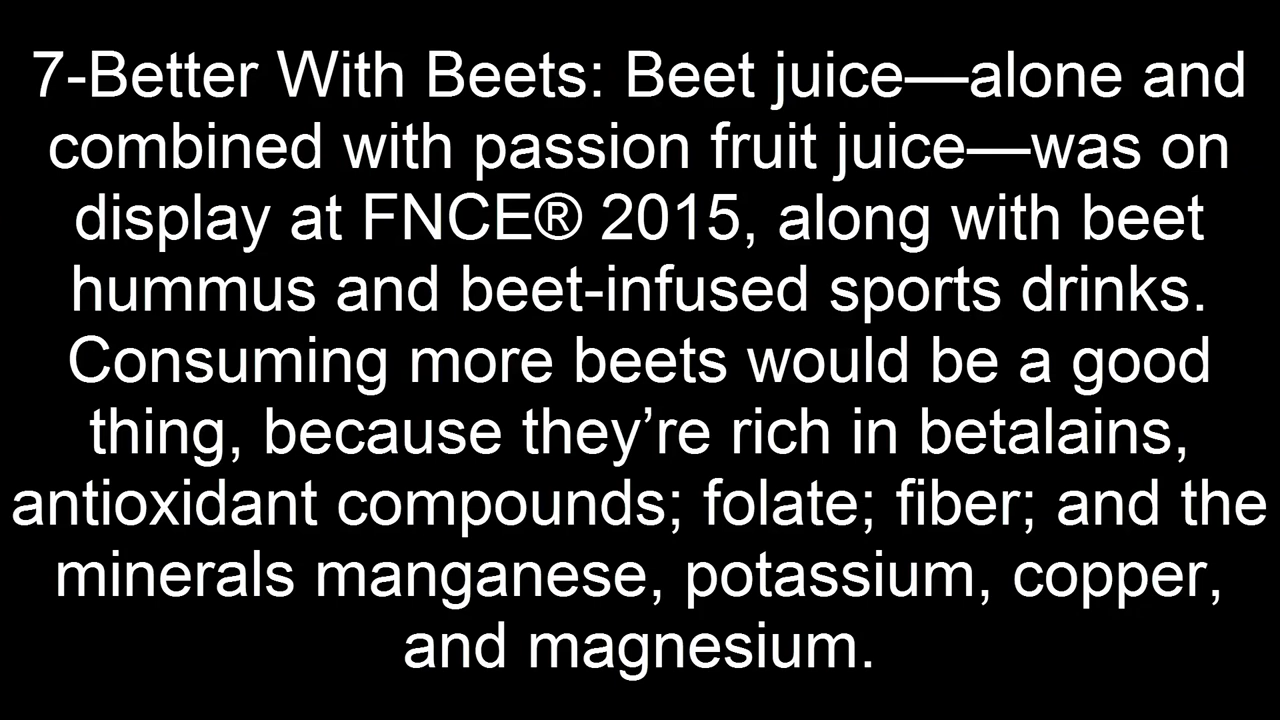 7-Better With Beets: Beet juice—alone and
combined with passion fruit juice—was on
display at FNCE® 2015, along with beet
hummus and beet-infused sports drinks.
Consuming more beets would be a good
thing, because they’re rich in betalains,
antioxidant compounds; folate; fiber; and the
minerals manganese, potassium, copper,
and magnesium.